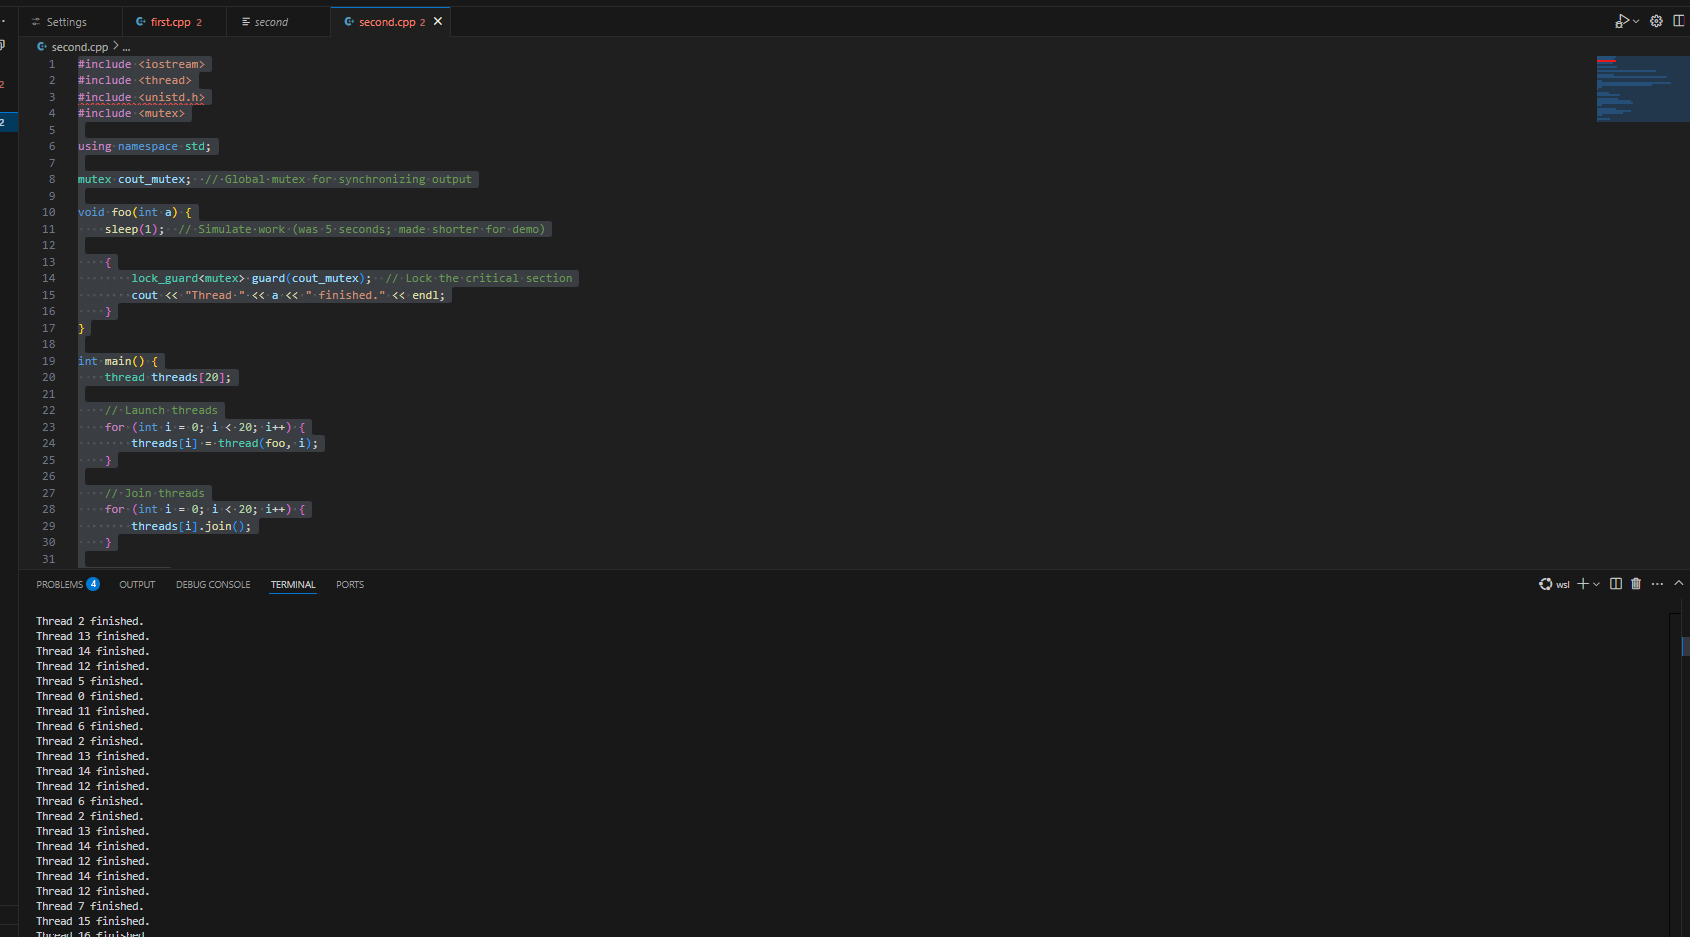 Settings
first.cpp 2
second
second.cpp 2
second.cpp > ...
1 #include <iostream>
2 #include <thread>
3 #include <unistd.h>
4 #include <mutex>
5
6 using namespace std;
7
8 mutex cout_mutex;  // Global mutex for synchronizing output
9
10 void foo(int a) {
11     sleep(1);  // Simulate work (was 5 seconds; made shorter for demo)
12
13     {
14         lock_guard<mutex> guard(cout_mutex);  // Lock the critical section
15         cout << "Thread " << a << " finished." << endl;
16     }
17 }
18
19 int main() {
20     thread threads[20];
21
22     // Launch threads
23     for (int i = 0; i < 20; i++) {
24         threads[i] = thread(foo, i);
25     }
26
27     // Join threads
28     for (int i = 0; i < 20; i++) {
29         threads[i].join();
30     }
31
2
2
PROBLEMS 4 OUTPUT DEBUG CONSOLE TERMINAL PORTS
wsl
Thread 2 finished.
Thread 13 finished.
Thread 14 finished.
Thread 12 finished.
Thread 5 finished.
Thread 0 finished.
Thread 11 finished.
Thread 6 finished.
Thread 2 finished.
Thread 13 finished.
Thread 14 finished.
Thread 12 finished.
Thread 6 finished.
Thread 2 finished.
Thread 13 finished.
Thread 14 finished.
Thread 12 finished.
Thread 14 finished.
Thread 12 finished.
Thread 7 finished.
Thread 15 finished.
Thread 16 finished.